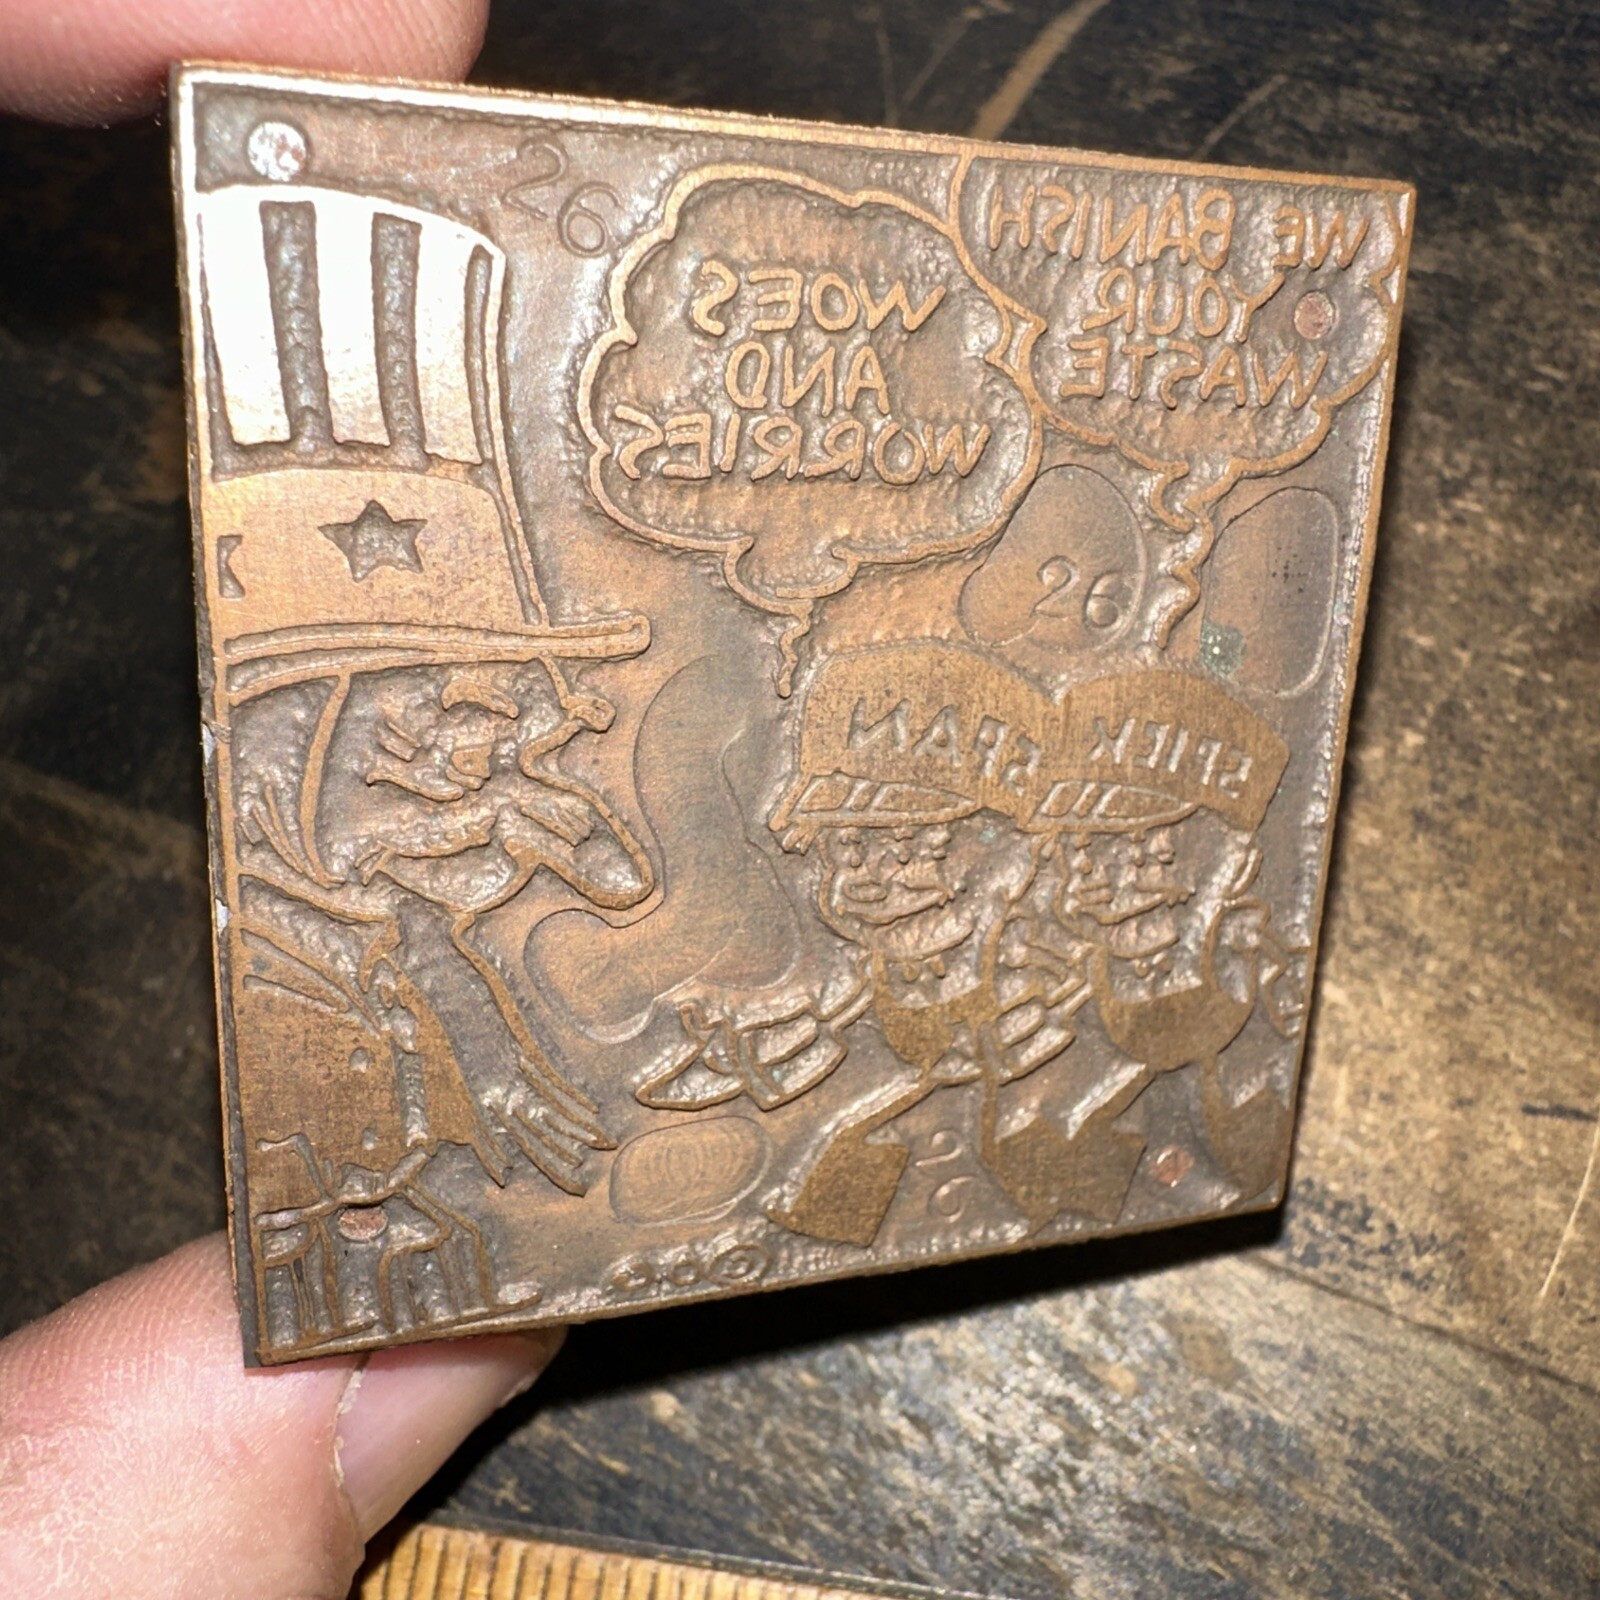 26
WE BANISH
YOUR
WASTE
WOES
AND
WORRIES
26
SPICK
SPAN
26